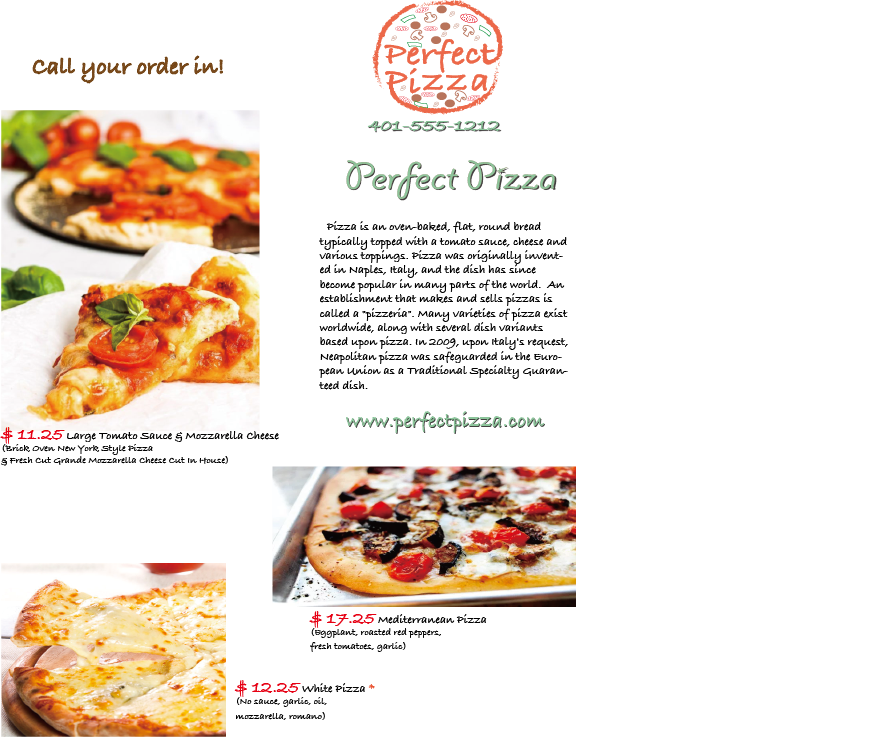 Perfect
Pizza
Call your order in!
401-555-1212
Perfect Pizza
Pizza is an oven-baked, flat, round bread
typically topped with a tomato sauce, cheese and
various toppings. Pizza was originally invent-
ed in Naples, Italy, and the dish has since
become popular in many parts of the world. An
establishment that makes and sells pizzas is
called a "pizzeria". Many varieties of pizza exist
worldwide, along with several dish variants
based upon pizza. In 2009, upon Italy's request,
Neapolitan pizza was safeguarded in the Euro-
pean Union as a Traditional Specialty Guaran-
teed dish.
www.perfectpizza.com
$ 11.25 Large Tomato Sauce & Mozzarella Cheese
(Brick Oven New York Style Pizza
& Fresh Cut Grande Mozzarella Cheese Cut In House)
$ 17.25 Mediterranean Pizza
(Eggplant, roasted red peppers,
fresh tomatoes, garlic)
$ 12.25 White Pizza *
(No sauce, garlic, oil,
mozzarella, romano)